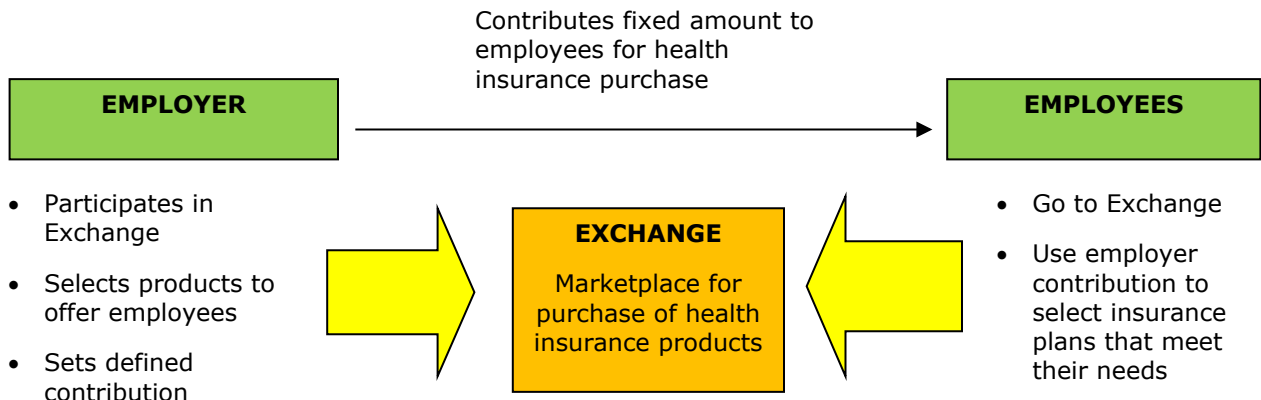 Contributes fixed amount to
employees for health
insurance purchase
EMPLOYER
EMPLOYEES
• Participates in
Exchange
• Selects products to
offer employees
• Sets defined
contribution
EXCHANGE
Marketplace for
purchase of health
insurance products
• Go to Exchange
• Use employer
contribution to
select insurance
plans that meet
their needs